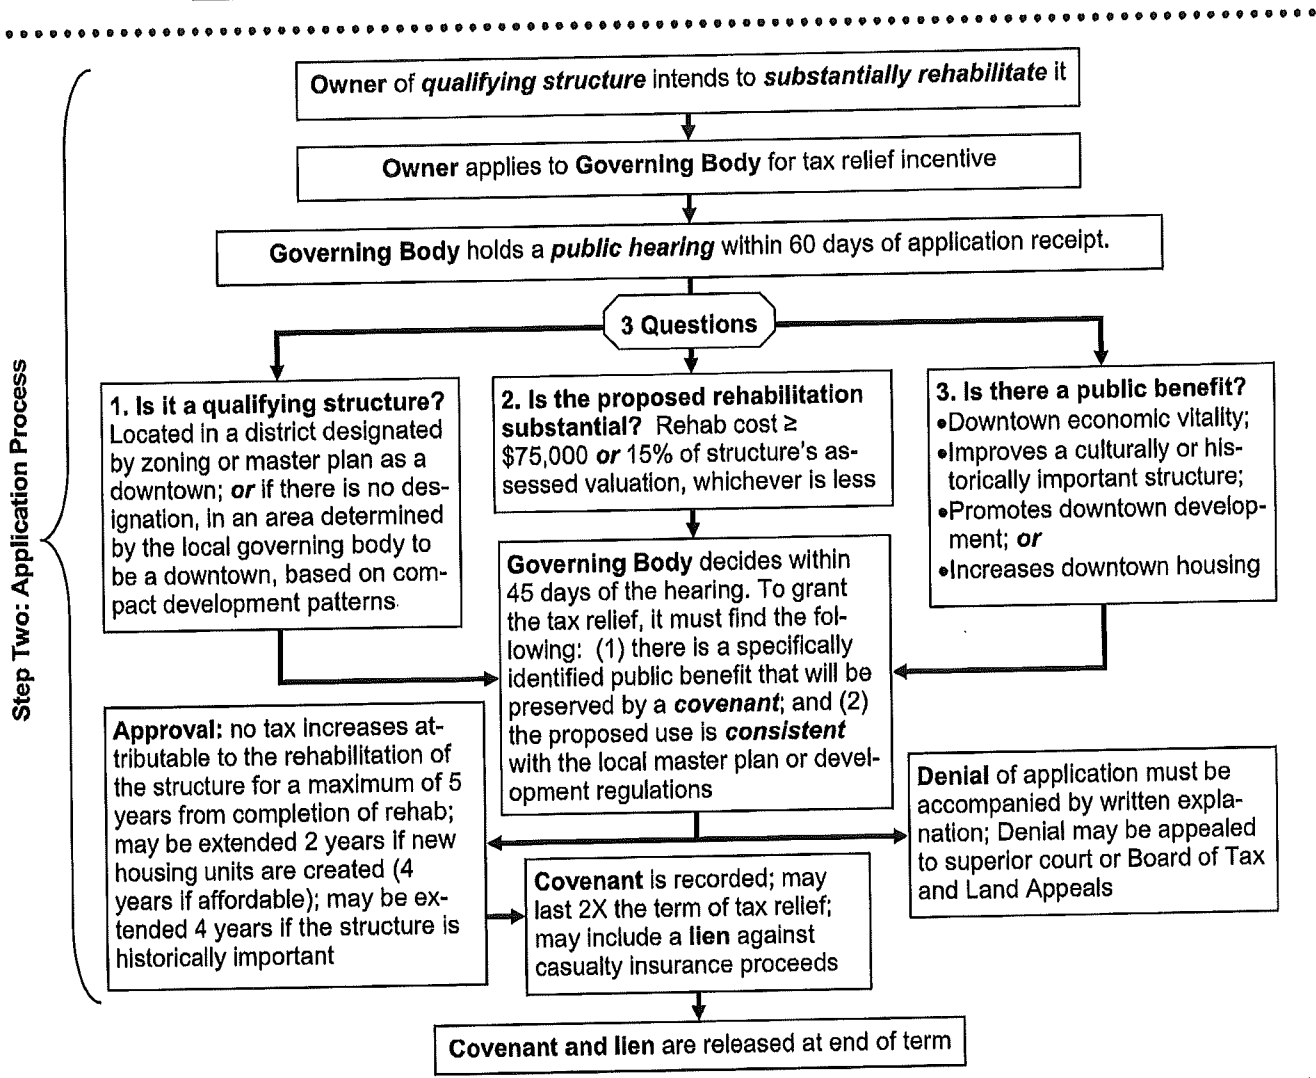 Step Two: Application Process
Owner of qualifying structure intends to substantially rehabilitate it
Owner applies to Governing Body for tax relief incentive
Governing Body holds a public hearing within 60 days of application receipt.
3 Questions
1. Is it a qualifying structure?
Located in a district designated
by zoning or master plan as a
downtown; or if there is no des-
ignation, in an area determined
by the local governing body to
be a downtown, based on com-
pact development patterns.
2. Is the proposed rehabilitation
substantial? Rehab cost ≥
$75,000 or 15% of structure's as-
sessed valuation, whichever is less
3. Is there a public benefit?
•Downtown economic vitality;
•Improves a culturally or his-
torically important structure;
•Promotes downtown develop-
ment; or
•Increases downtown housing
Governing Body decides within
45 days of the hearing. To grant
the tax relief, it must find the fol-
lowing: (1) there is a specifically
identified public benefit that will be
preserved by a covenant; and (2)
the proposed use is consistent
with the local master plan or devel-
opment regulations
Approval: no tax increases at-
tributable to the rehabilitation of
the structure for a maximum of 5
years from completion of rehab;
may be extended 2 years if new
housing units are created (4
years if affordable); may be ex-
tended 4 years if the structure is
historically important
Denial of application must be
accompanied by written expla-
nation; Denial may be appealed
to superior court or Board of Tax
and Land Appeals
Covenant is recorded; may
last 2X the term of tax relief;
may include a lien against
casualty insurance proceeds
Covenant and lien are released at end of term